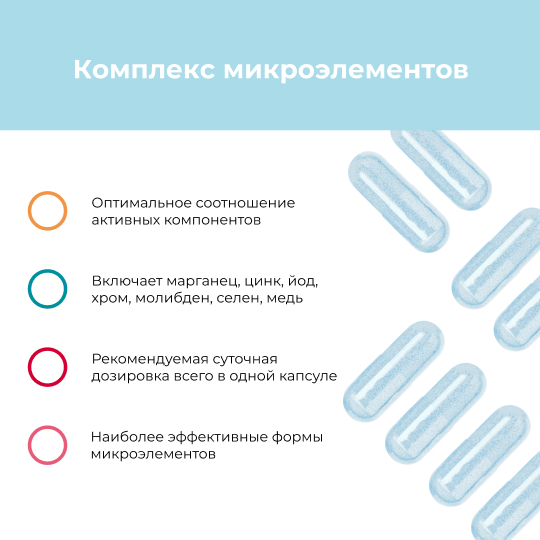 Комплекс микроэлементов
Оптимальное соотношение
активных компонентов
Включает марганец, цинк, йод,
хром, молибден, селен, медь
Рекомендуемая суточная
дозировка всего в одной капсуле
Наиболее эффективные формы
микроэлементов